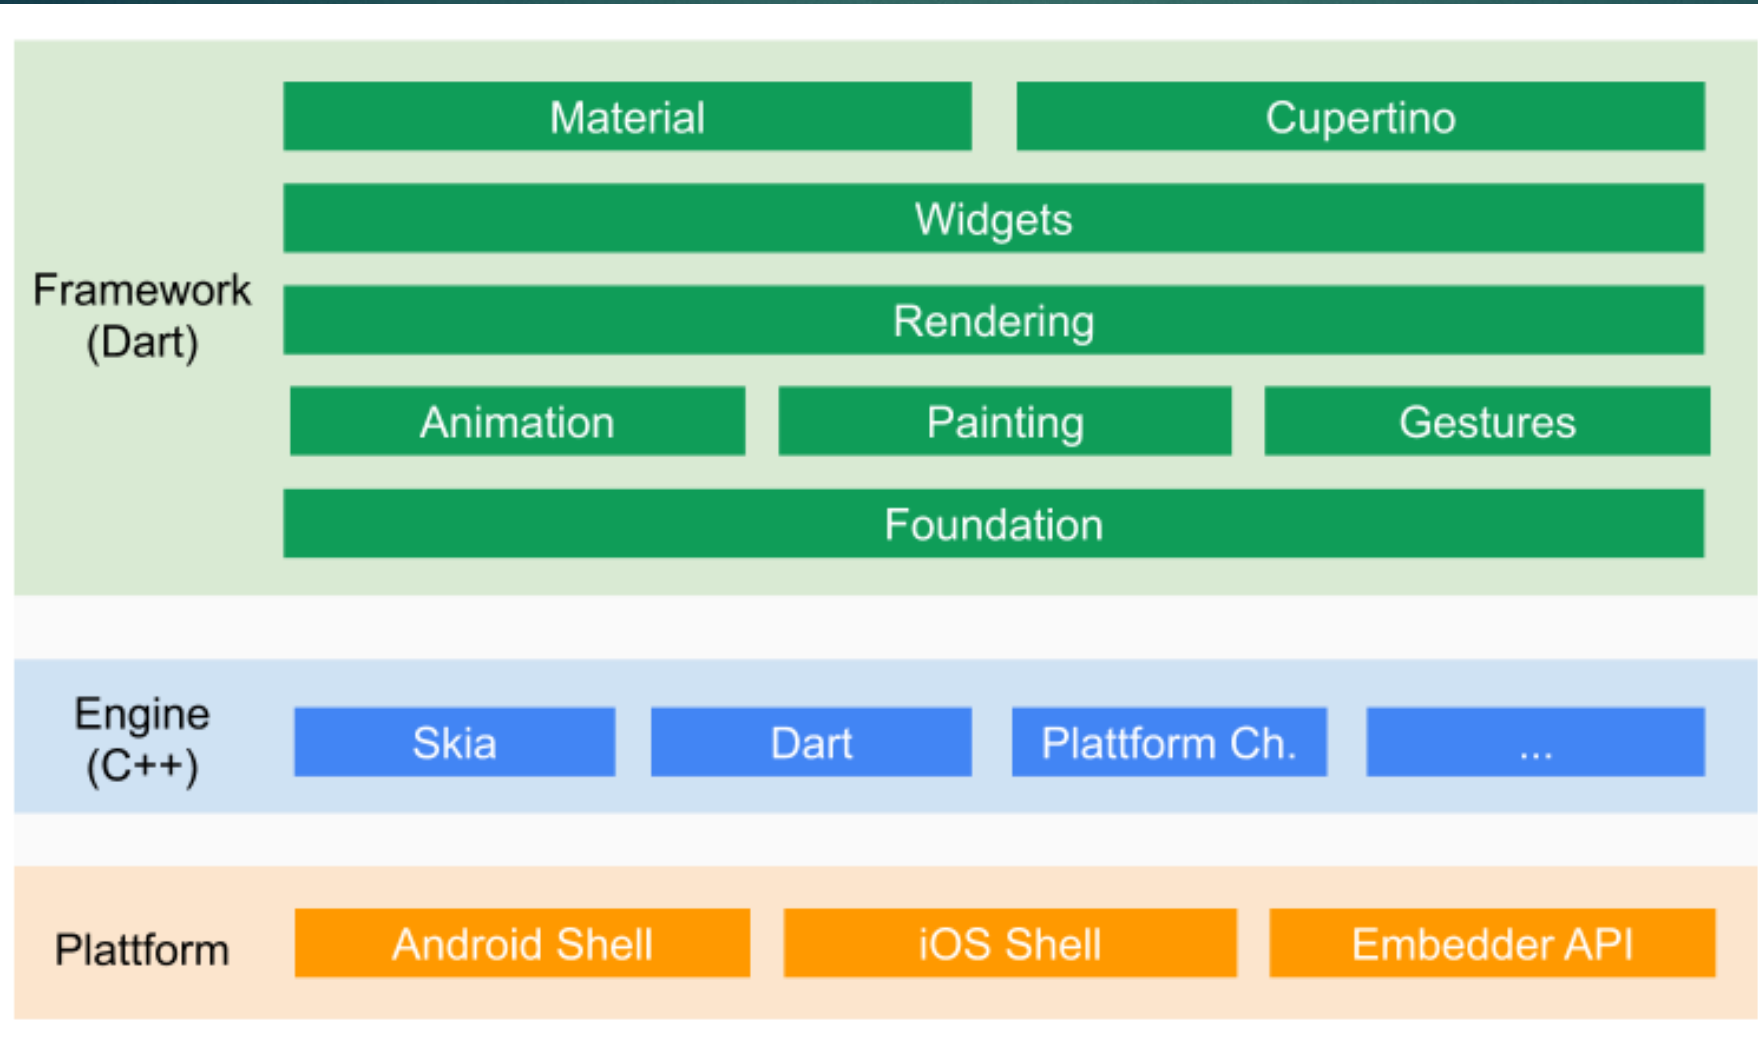 Material
Cupertino
Widgets
Framework
(Dart)
Rendering
Animation
Painting
Gestures
Foundation
Engine
(C++)
Skia
Dart
Plattform Ch.
...
Plattform
Android Shell
iOS Shell
Embedder API